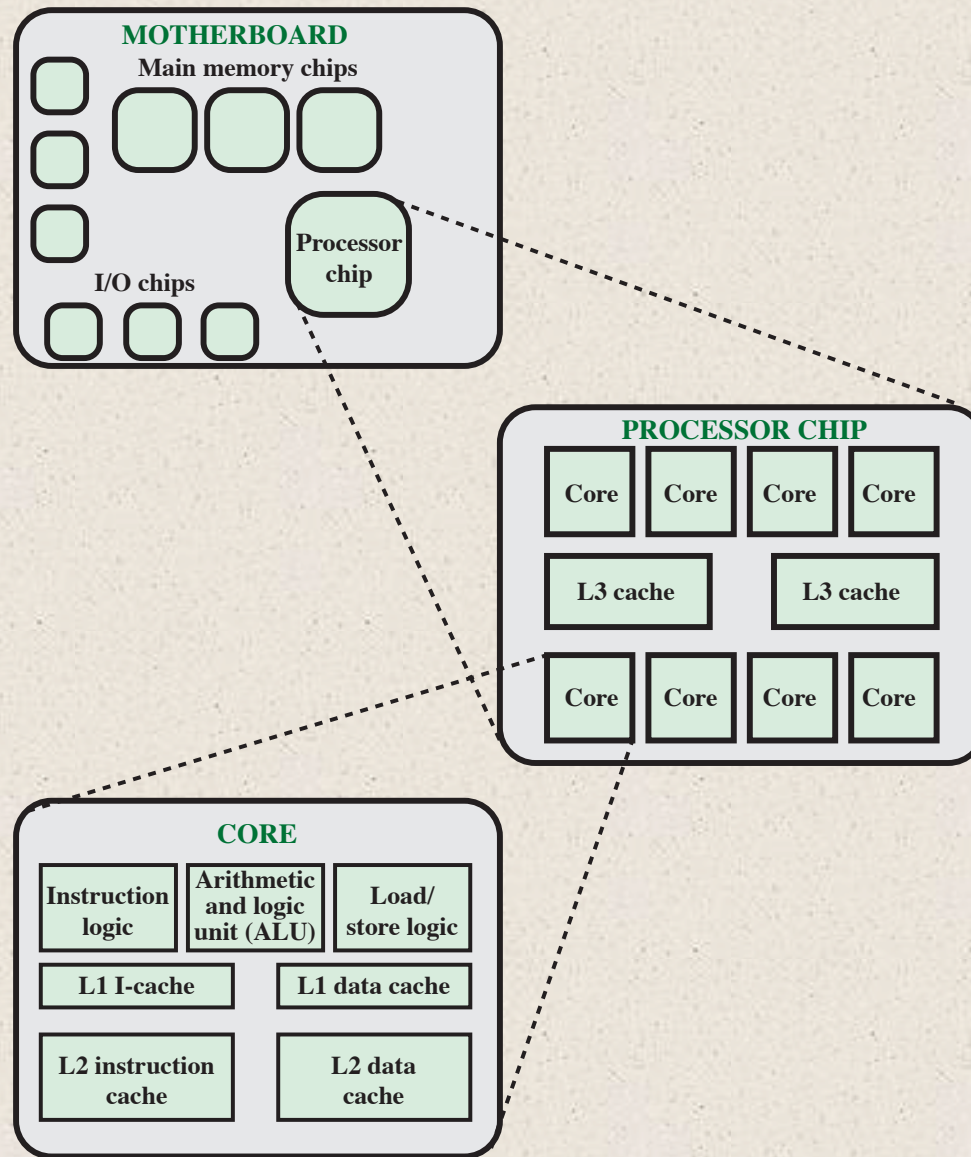 MOTHERBOARD
Main memory chips
Processor
chip
I/O chips
PROCESSOR CHIP
Core
Core
Core
Core
L3 cache
L3 cache
Core
Core
Core
Core
CORE
Instruction
logic
Arithmetic
and logic
unit (ALU)
Load/
store logic
L1 I-cache
L1 data cache
L2 instruction
cache
L2 data
cache